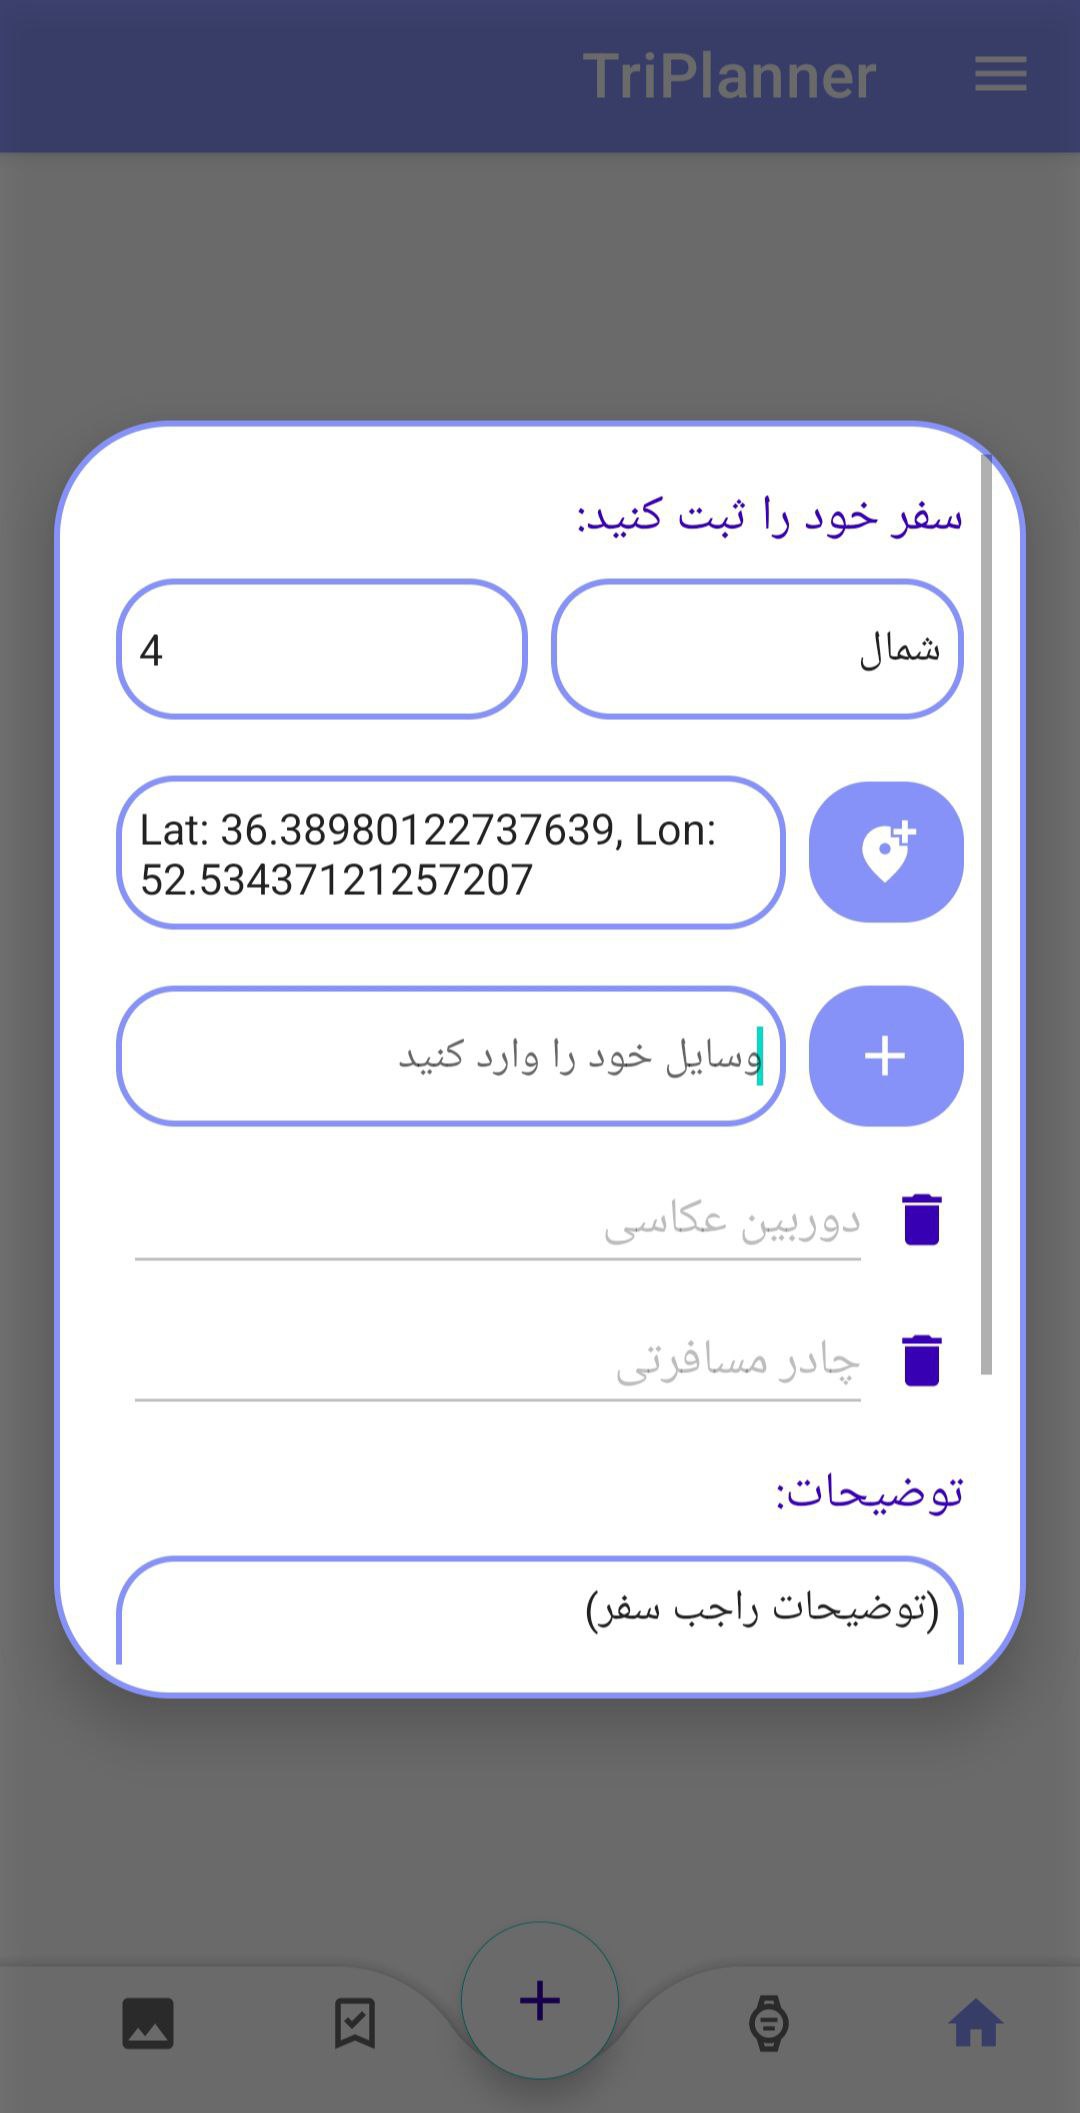 TriPlanner
سفر خود را ثبت کنید:
شمال
4
Lat: 36.38980122737639, Lon:
52.53437121257207
وسایل خود را وارد کنید
دوربین عکاسی
چادر مسافرتی
توضیحات:
(توضیحات راجب سفر)